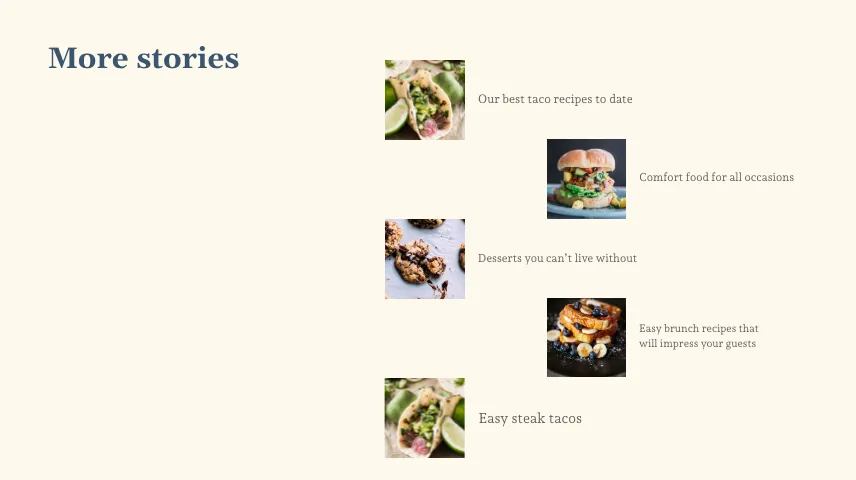 More stories
Our best taco recipes to date
Comfort food for all occasions
Desserts you can’t live without
Easy brunch recipes that
will impress your guests
Easy steak tacos